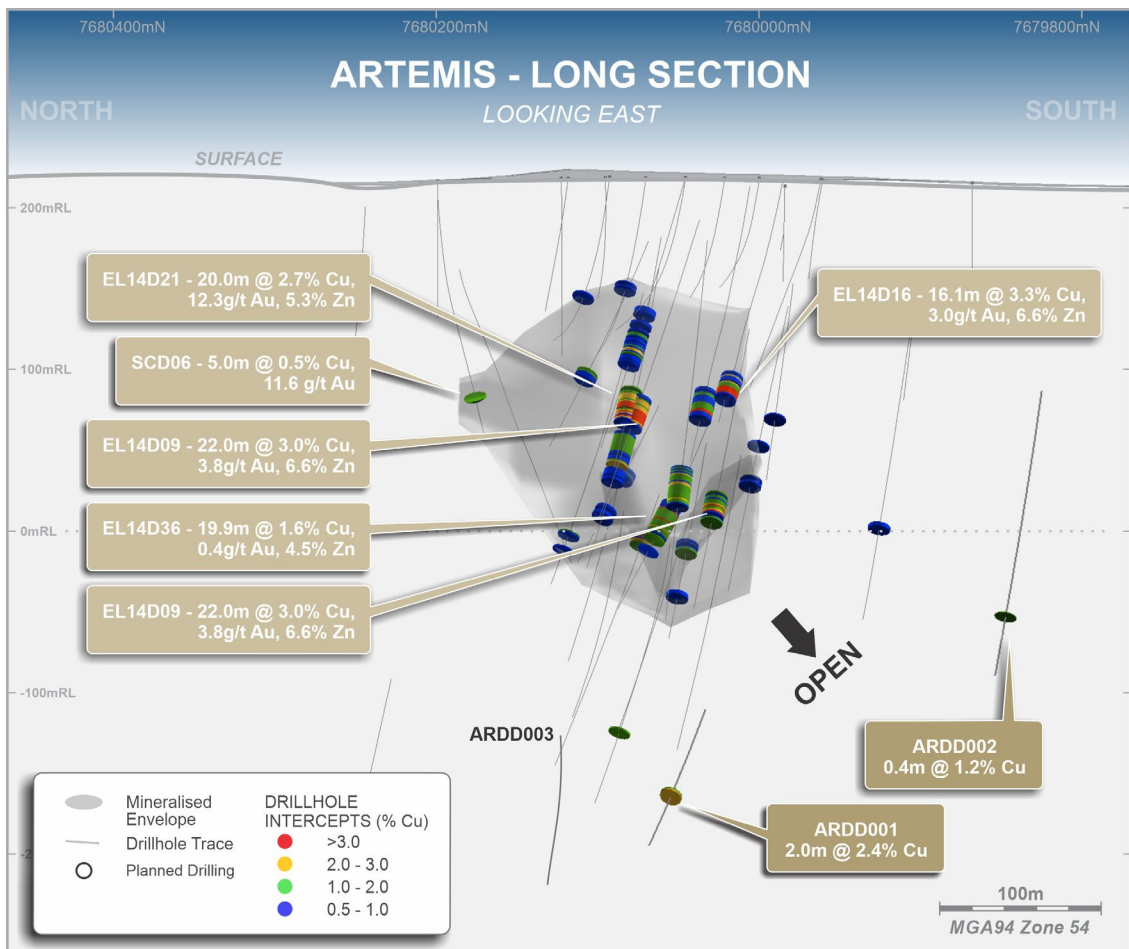 7680400mN
7680200mN
7680000mN
7679800mN
ARTEMIS - LONG SECTION
LOOKING EAST
NORTH
SOUTH
SURFACE
200mRL
EL14D21 - 20.0m @ 2.7% Cu,
12.3g/t Au, 5.3% Zn
EL14D16 - 16.1m @ 3.3% Cu,
3.0g/t Au, 6.6% Zn
SCD06 - 5.0m @ 0.5% Cu,
11.6 g/t Au
100mRL
EL14D09 - 22.0m @ 3.0% Cu,
3.8g/t Au, 6.6% Zn
EL14D36 - 19.9m @ 1.6% Cu,
0.4g/t Au, 4.5% Zn
0mRL
EL14D09 - 22.0m @ 3.0% Cu,
3.8g/t Au, 6.6% Zn
OPEN
-100mRL
ARDD003
ARDD002
0.4m @ 1.2% Cu
ARDD001
2.0m @ 2.4% Cu
Mineralised
Envelope
Drillhole Trace
Planned Drilling
DRILLHOLE
INTERCEPTS (% Cu)
>3.0
2.0 - 3.0
1.0 - 2.0
0.5 - 1.0
100m
MGA94 Zone 54